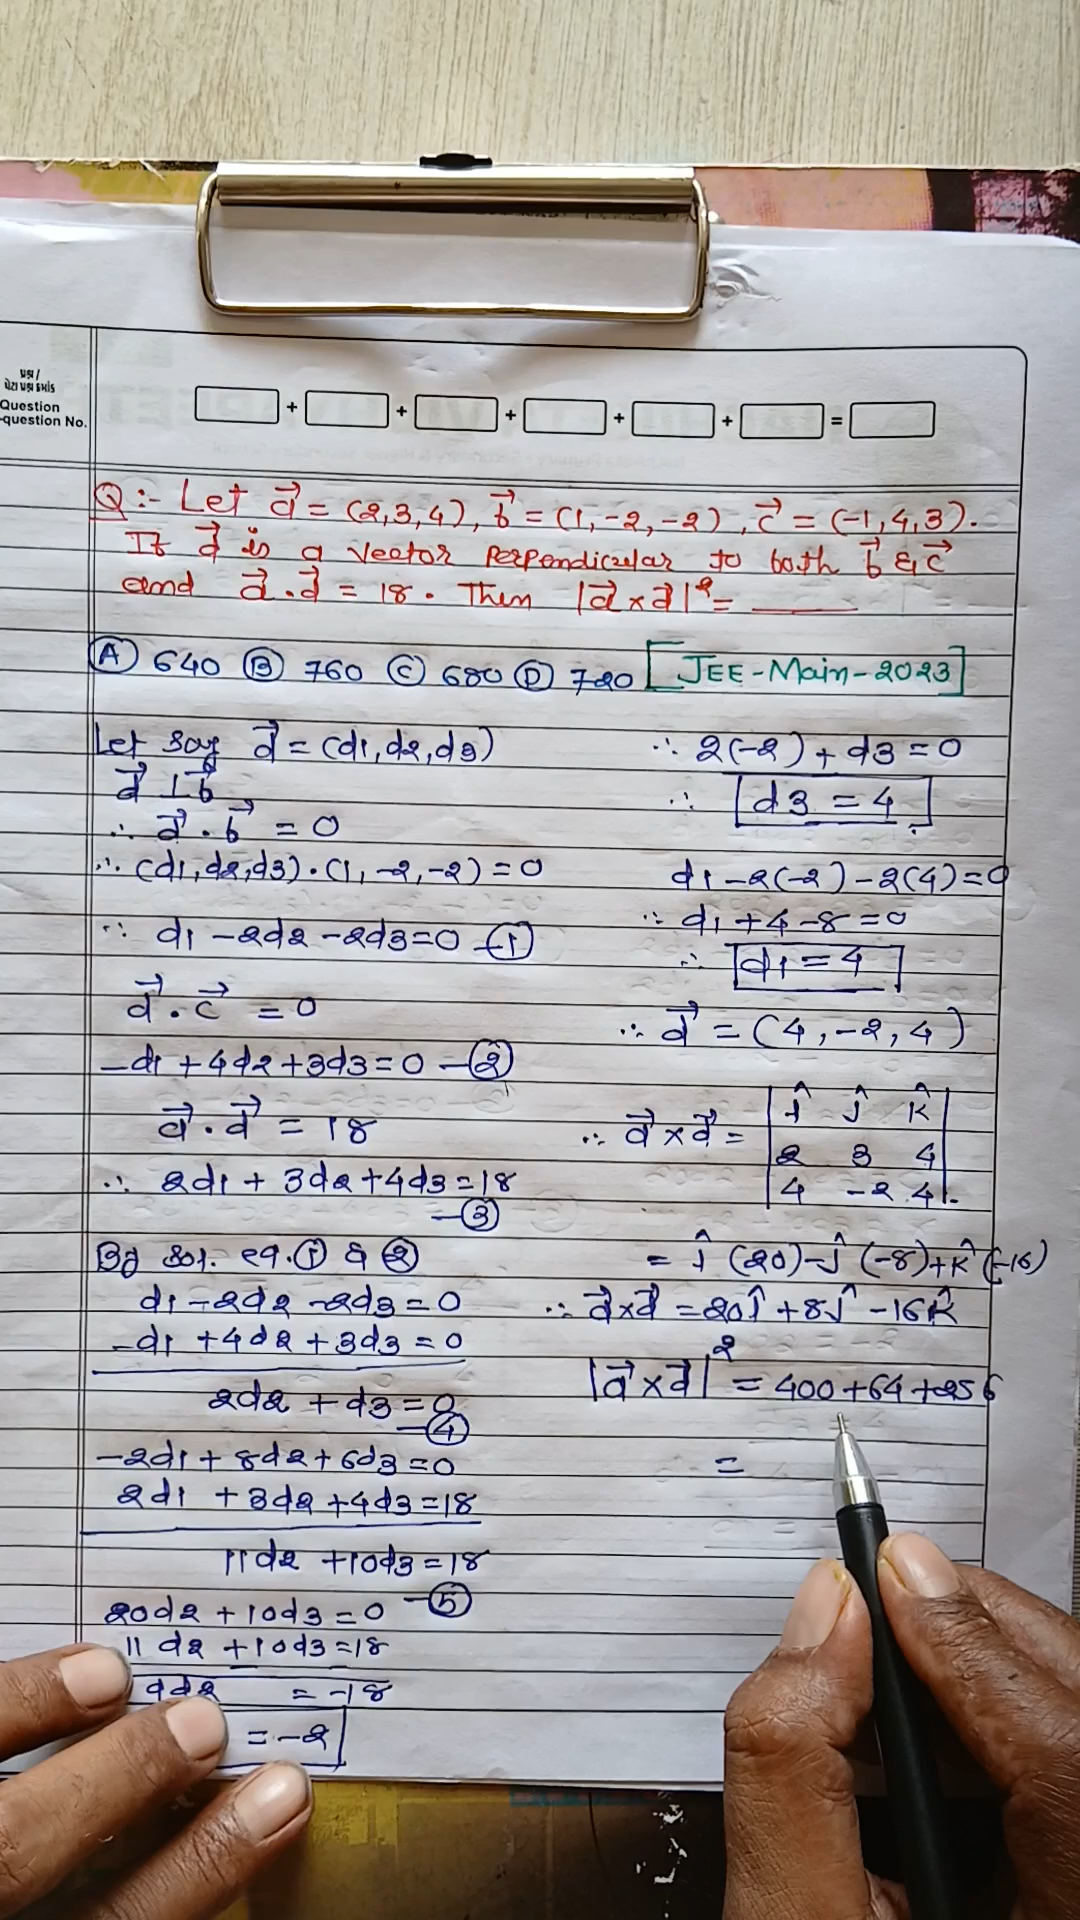 પ્રશ્ન /
પેટા પ્રશ્ન ક્રમાંક
Question
-question No.
+ + + + + =
Q:- Let a⃗ = (2,3,4), b⃗ = (1,-2,-2), c⃗ = (-1,4,3).
If d⃗ is a vector perpendicular to both b⃗ & c⃗
and a⃗.d⃗ = 18. Then |a⃗×d⃗|² = ____
Ⓐ 640 Ⓑ 760 Ⓒ 680 Ⓓ 720 [JEE-Main-2023]
Let say d⃗ = (d1,d2,d3)
d⃗ ⊥ b⃗
∴ d⃗ . b⃗ = 0
∴ (d1,d2,d3).(1,-2,-2)=0
∴ d1 -2d2 -2d3=0 -①
d⃗ . c⃗ = 0
-d1 +4d2+3d3=0 -②
a⃗ . d⃗ = 18
∴ 2d1 + 3d2+4d3=18
-③
By sol. eq.① & ②
d1 -2d2 -2d3=0
-d1 +4d2+3d3=0
2d2 + d3=0
-④
-2d1+8d2+6d3=0
2d1 +3d2+4d3=18
11d2 +10d3=18
-⑤
20d2+10d3=0
11d2 +10d3=18
9d2 = -18
= -2
∴ 2(-2)+d3=0
∴ d3 = 4
d1-2(-2)-2(4)=0
∴ d1+4-8=0
∴ d1=4
∴ d⃗ = (4,-2,4)
∴ a⃗×d⃗ = | î ĵ k̂ |
2 3 4
4 -2 4
= î(20)-ĵ(-8)+k̂(-16)
∴ a⃗×d⃗ =20î+8ĵ-16k̂
|a⃗×d⃗|² = 400+64+256
=